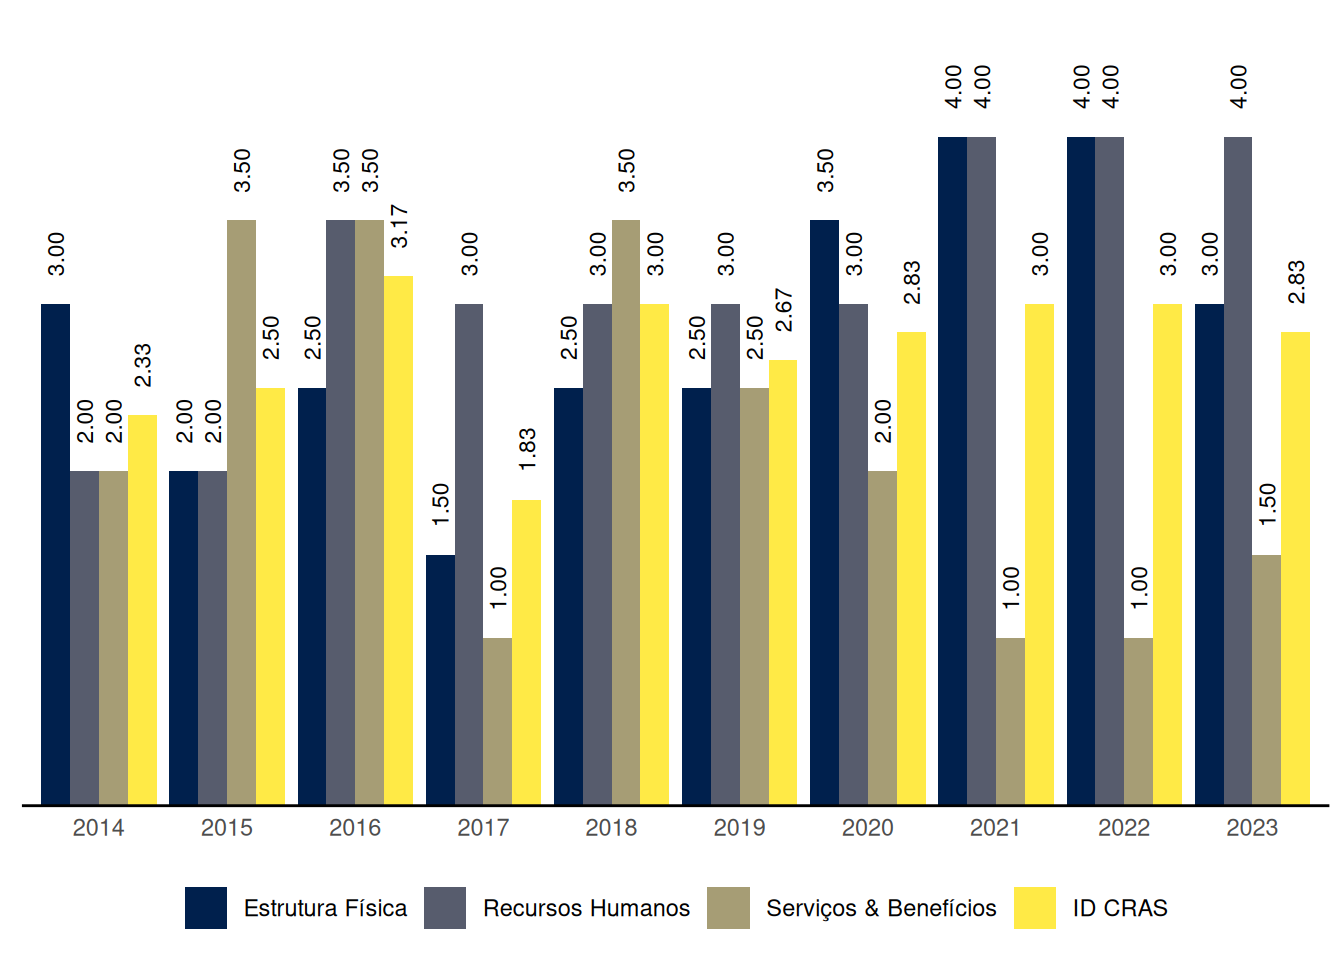 4.00 4.00 4.00 4.00 4.00
3.50 3.50 3.50 3.50 3.50
3.17
3.00 3.00 3.00 3.00 3.00 3.00 3.00 3.00 3.00
2.83 2.83
2.67
2.50 2.50 2.50 2.50 2.50
2.33
2.00 2.00 2.00 2.00 2.00
1.83
1.50 1.50
1.00 1.00 1.00
2014 2015 2016 2017 2018 2019 2020 2021 2022 2023
Estrutura Física Recursos Humanos Serviços & Benefícios ID CRAS